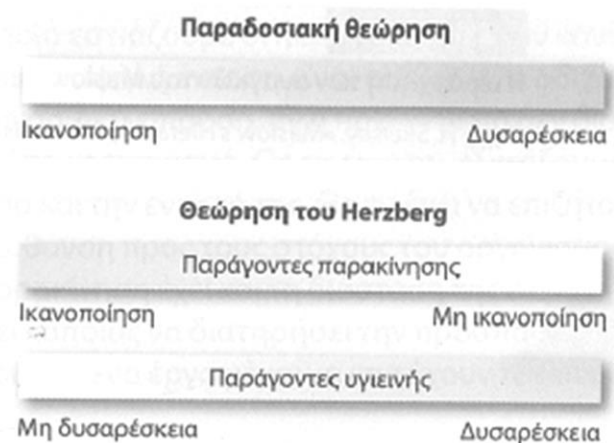 Παραδοσιακή θεώρηση
Ικανοποίηση Δυσαρέσκεια
Θεώρηση του Herzberg
Παράγοντες παρακίνησης
Ικανοποίηση Μη ικανοποίηση
Παράγοντες υγιεινής
Μη δυσαρέσκεια Δυσαρέσκεια